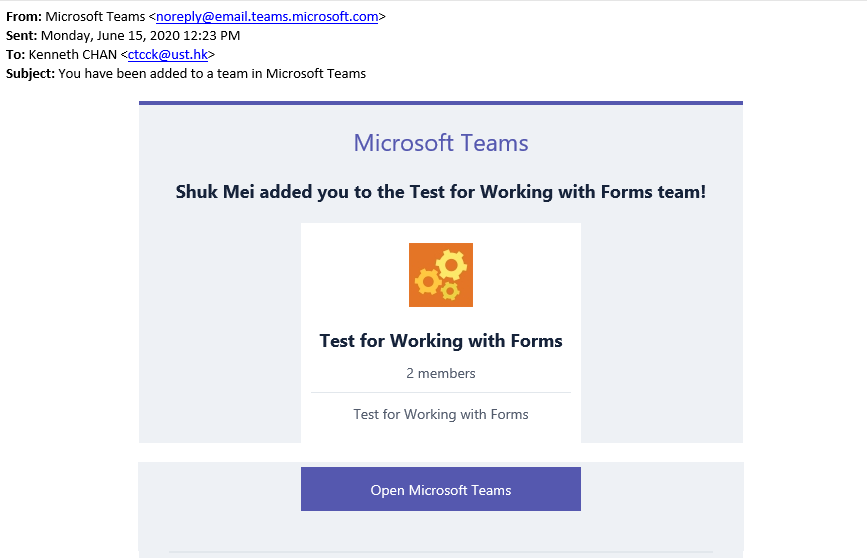 From: Microsoft Teams <noreply@email.teams.microsoft.com>
Sent: Monday, June 15, 2020 12:23 PM
To: Kenneth CHAN <ctcck@ust.hk>
Subject: You have been added to a team in Microsoft Teams
Microsoft Teams
Shuk Mei added you to the Test for Working with Forms team!
Test for Working with Forms
2 members
Test for Working with Forms
Open Microsoft Teams